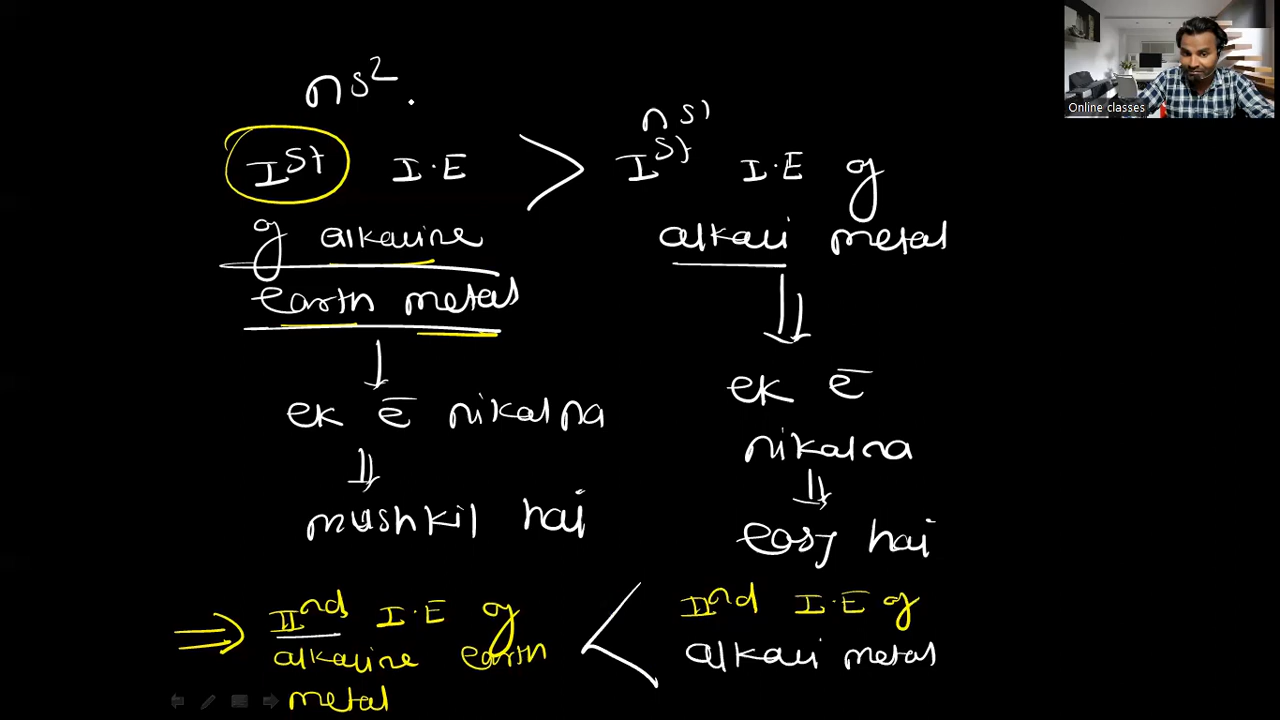 ns².
Online classes
ns¹
Ist I.E > Ist I.E of
of alkaline alkali metal
earth metal
ek e̅ nikalna ek e̅
nikalna
mushkil hai easy hai
⇒ IInd I.E of < IInd I.E of
alkaline earth alkali metal
metal